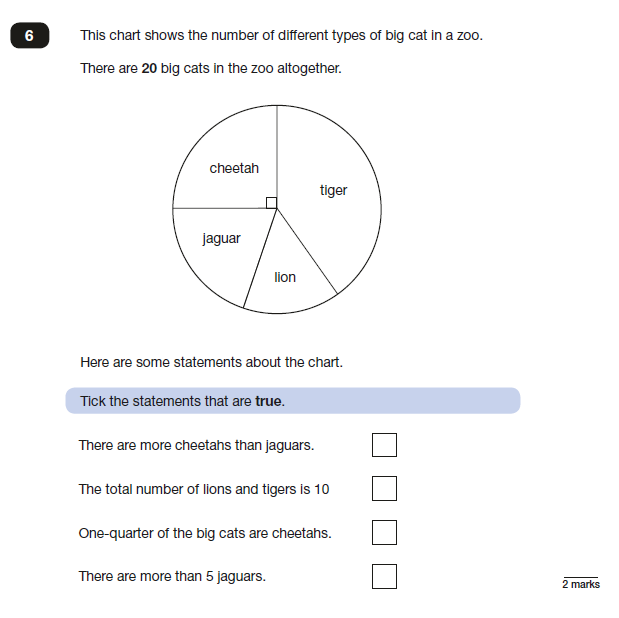 6
This chart shows the number of different types of big cat in a zoo.
There are 20 big cats in the zoo altogether.
cheetah
tiger
jaguar
lion
Here are some statements about the chart.
Tick the statements that are true.
There are more cheetahs than jaguars.
The total number of lions and tigers is 10
One-quarter of the big cats are cheetahs.
There are more than 5 jaguars.
2 marks